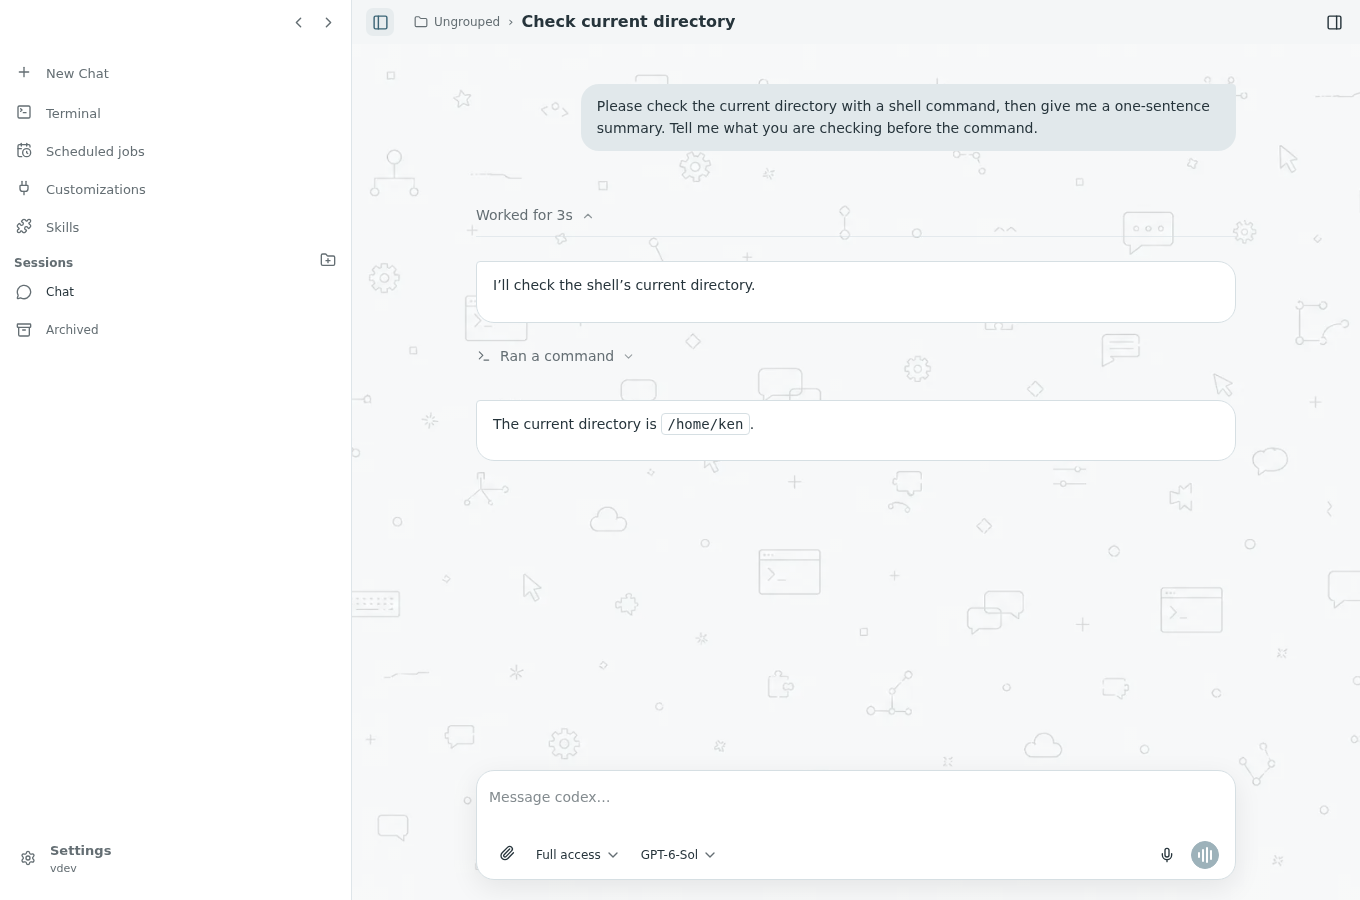 Ungrouped › Check current directory
New Chat
Terminal
Scheduled jobs
Customizations
Skills
Sessions
Chat
Archived
Settings
vdev
Please check the current directory with a shell command, then give me a one-sentence
summary. Tell me what you are checking before the command.
Worked for 3s
I’ll check the shell’s current directory.
Ran a command
The current directory is /home/ken.
Message codex...
Full access
GPT-6-Sol